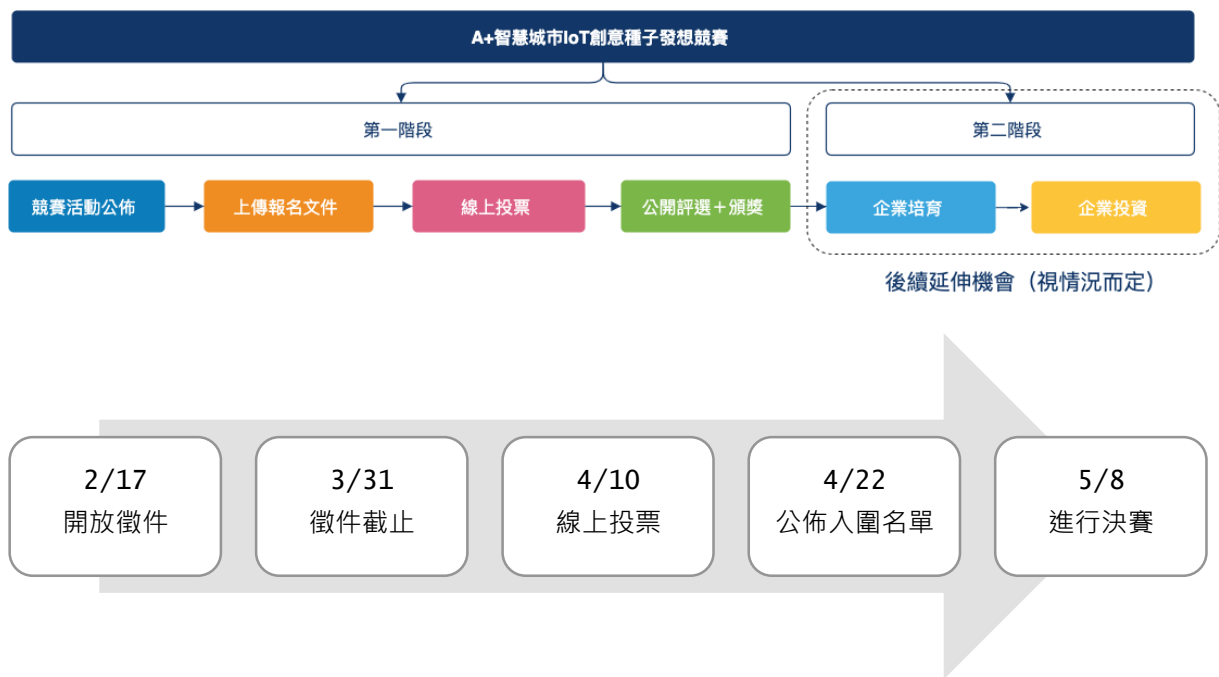 A+智慧城市IoT創意種子發想競賽
第一階段
第二階段
競賽活動公佈
上傳報名文件
線上投票
公開評選＋頒獎
企業培育
企業投資
後續延伸機會（視情況而定）
2/17
開放徵件
3/31
徵件截止
4/10
線上投票
4/22
公佈入圍名單
5/8
進行決賽